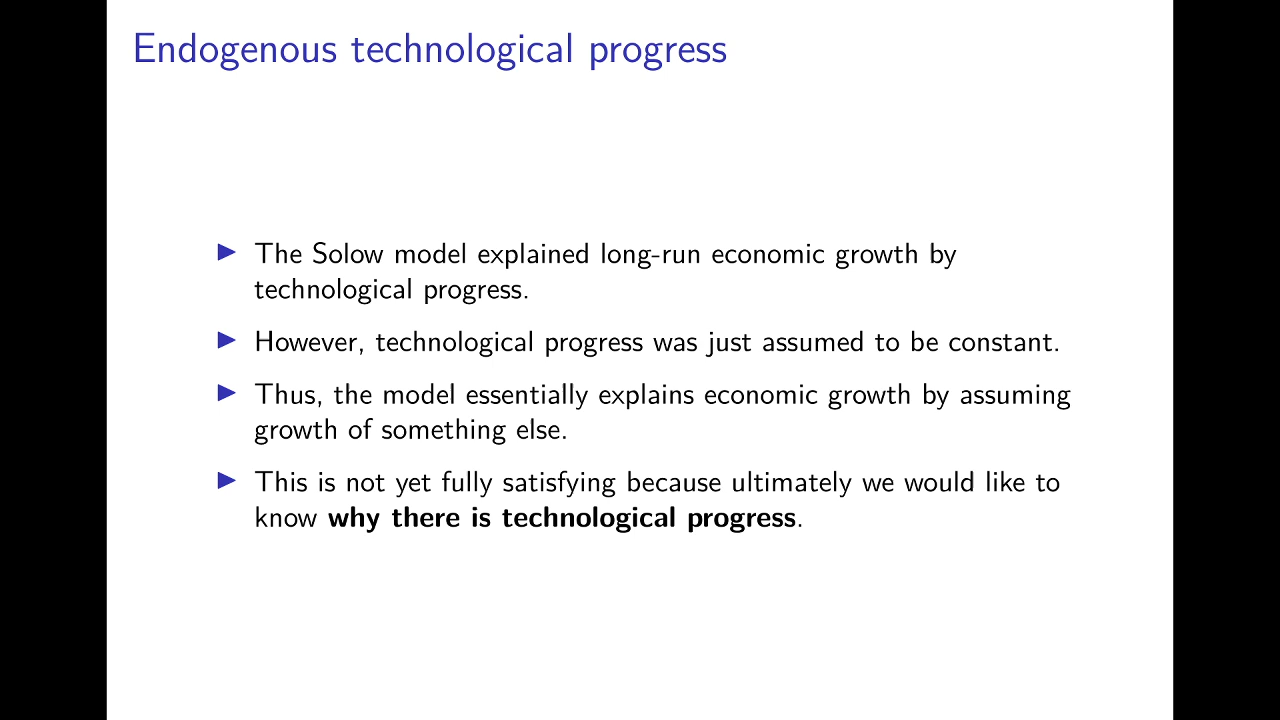 Endogenous technological progress
The Solow model explained long-run economic growth by
technological progress.
However, technological progress was just assumed to be constant.
Thus, the model essentially explains economic growth by assuming
growth of something else.
This is not yet fully satisfying because ultimately we would like to
know why there is technological progress.